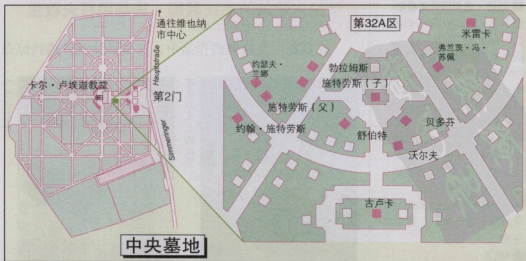 通往维也纳
市中心
Hauptstraße
Simmeringer
卡尔·卢埃迦教堂
第2门
中央墓地
第32A区
米雷卡
弗兰茨·冯·
苏佩
约瑟夫·
兰娜
勃拉姆斯
施特劳斯（子）
施特劳斯（父）
约翰·施特劳斯
舒伯特
贝多芬
沃尔夫
古卢卡